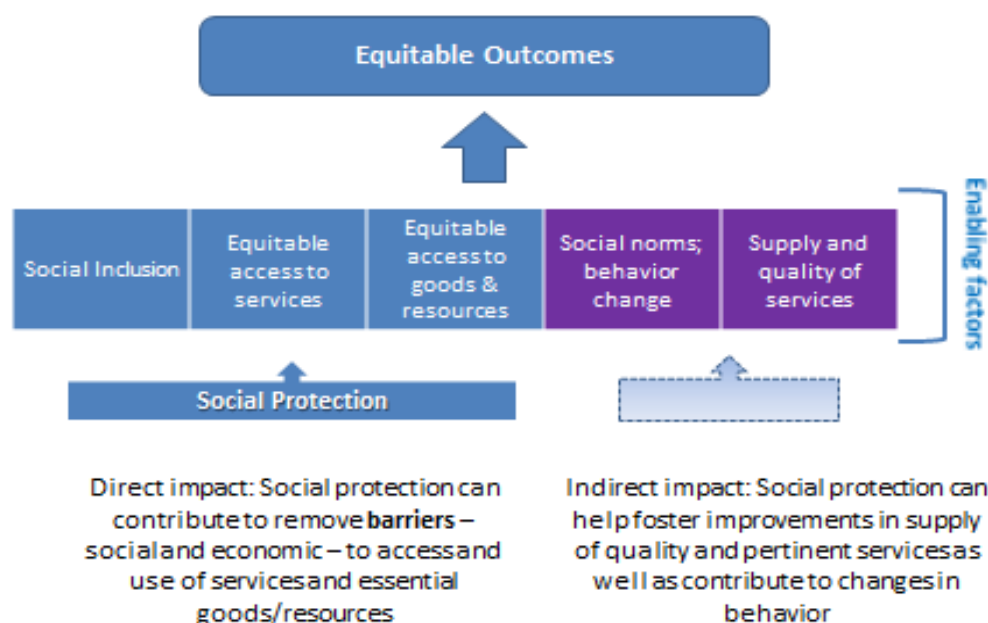 Equitable Outcomes
Social Inclusion
Equitable
access to
services
Equitable
access to
goods &
resources
Social norms;
behavior
change
Supply and
quality of
services
Enabling factors
Social Protection
Direct impact: Social protection can
contribute to remove barriers –
social and economic – to access and
use of services and essential
goods/resources
Indirect impact: Social protection can
help foster improvements in supply
of quality and pertinent services as
well as contribute to changes in
behavior